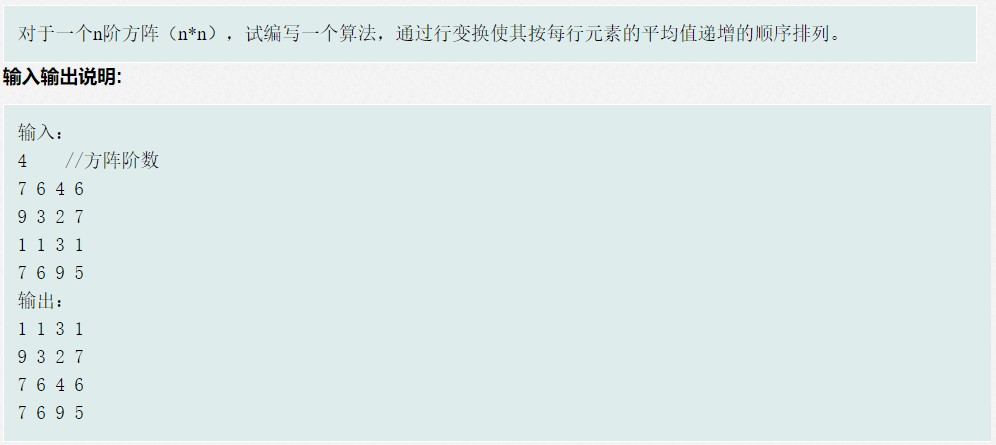 对于一个n阶方阵（n*n），试编写一个算法，通过行变换使其按每行元素的平均值递增的顺序排列。
输入输出说明:
输入：
4    //方阵阶数
7 6 4 6
9 3 2 7
1 1 3 1
7 6 9 5
输出：
1 1 3 1
9 3 2 7
7 6 4 6
7 6 9 5